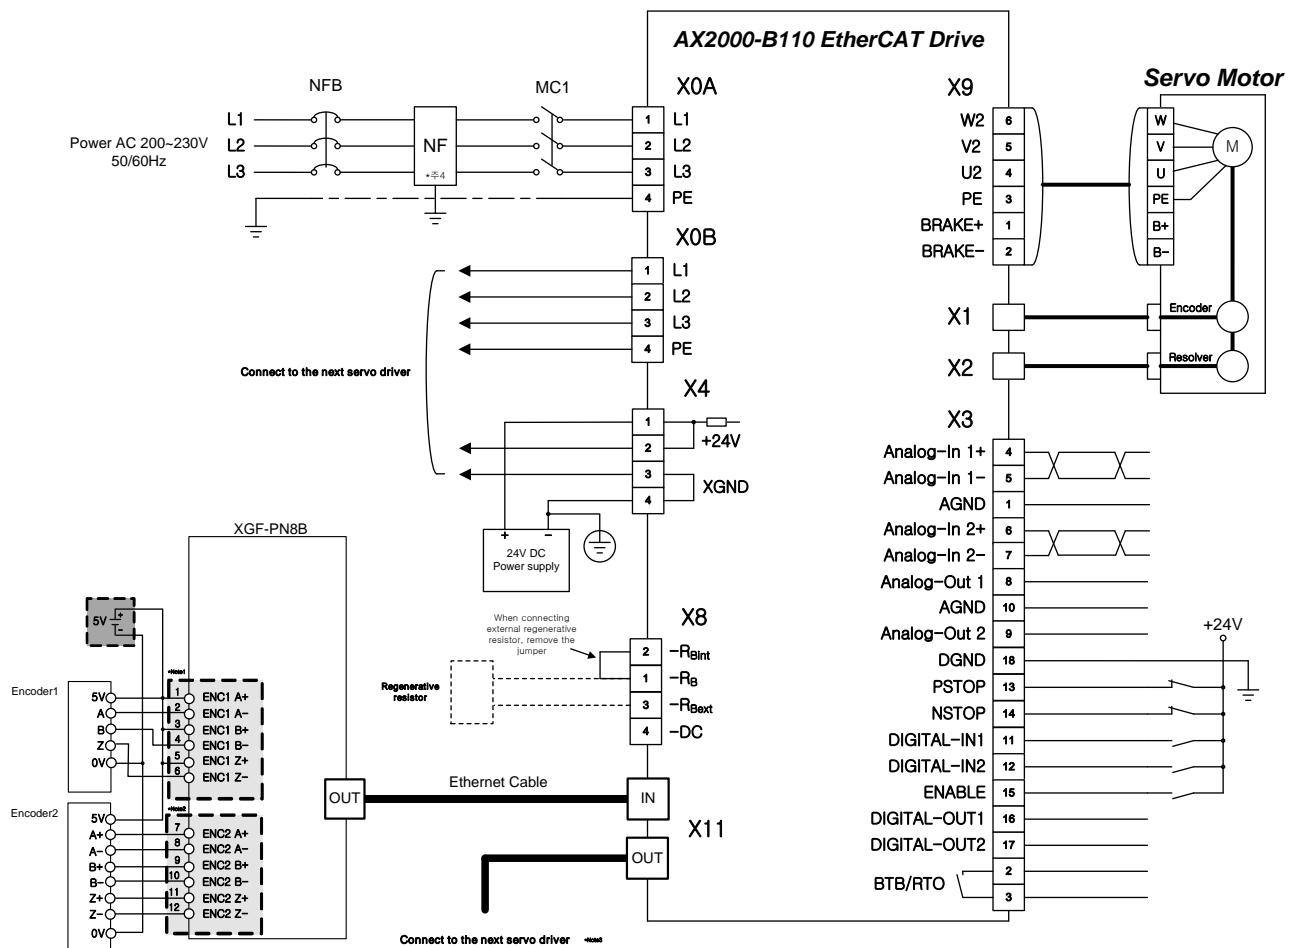 AX2000-B110 EtherCAT Drive
Servo Motor
NFB
MC1
X0A
Power AC 200~230V
50/60Hz
L1
L2
L3
NF
*주4
1 L1
2 L2
3 L3
4 PE
X0B
1 L1
2 L2
3 L3
4 PE
Connect to the next servo driver
X4
1
2
3
4
+24V
XGND
+ −
24V DC
Power supply
X8
When connecting
external regenerative
resistor, remove the
jumper
Regenerative
resistor
2 -RBint
1 -RB
3 -RBext
4 -DC
Ethernet Cable
OUT
IN
X11
OUT
Connect to the next servo driver *Note3
X9
W2 6
V2 5
U2 4
PE 3
BRAKE+ 1
BRAKE- 2
W
V
U
PE
B+
B-
M
X1
Encoder
X2
Resolver
X3
Analog-In 1+ 4
Analog-In 1- 5
AGND 1
Analog-In 2+ 6
Analog-In 2- 7
Analog-Out 1 8
AGND 10
Analog-Out 2 9
DGND 18
PSTOP 13
NSTOP 14
DIGITAL-IN1 11
DIGITAL-IN2 12
ENABLE 15
DIGITAL-OUT1 16
DIGITAL-OUT2 17
BTB/RTO
2
3
+24V
XGF-PN8B
5V
+
-
*Note1
Encoder1
5V
A
B
Z
0V
1 ENC1 A+
2 ENC1 A-
3 ENC1 B+
4 ENC1 B-
5 ENC1 Z+
6 ENC1 Z-
*Note2
Encoder2
5V
A+
A-
B+
B-
Z+
Z-
0V
7 ENC2 A+
8 ENC2 A-
9 ENC2 B+
10 ENC2 B-
11 ENC2 Z+
12 ENC2 Z-